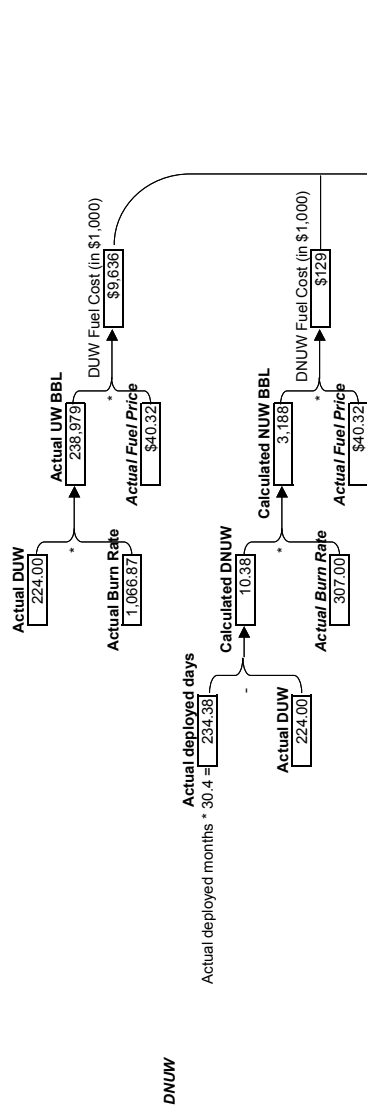 Actual DUW
224.00
*
Actual Burn Rate
1,066.87
Actual UW BBL
238,979
*
Actual Fuel Price
$40.32
DUW Fuel Cost (in $1,000)
$9,636
DNUW
Actual deployed days
Actual deployed months * 30.4 = 234.38
-
Actual DUW
224.00
Calculated DNUW
10.38
*
Actual Burn Rate
307.00
Calculated NUW BBL
3,188
*
Actual Fuel Price
$40.32
DNUW Fuel Cost (in $1,000)
$129